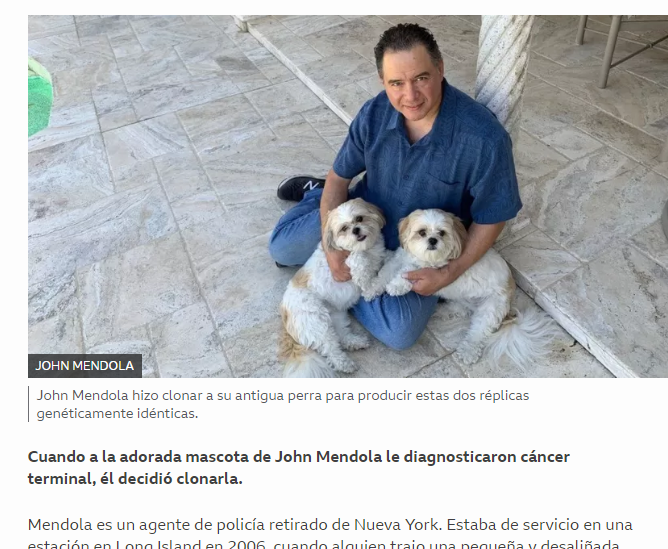 JOHN MENDOLA
John Mendola hizo clonar a su antigua perra para producir estas dos réplicas
genéticamente idénticas.
Cuando a la adorada mascota de John Mendola le diagnosticaron cáncer
terminal, él decidió clonarla.
Mendola es un agente de policía retirado de Nueva York. Estaba de servicio en una
estación en Long Island en 2006, cuando alguien trajo una pequeña y desaliñada